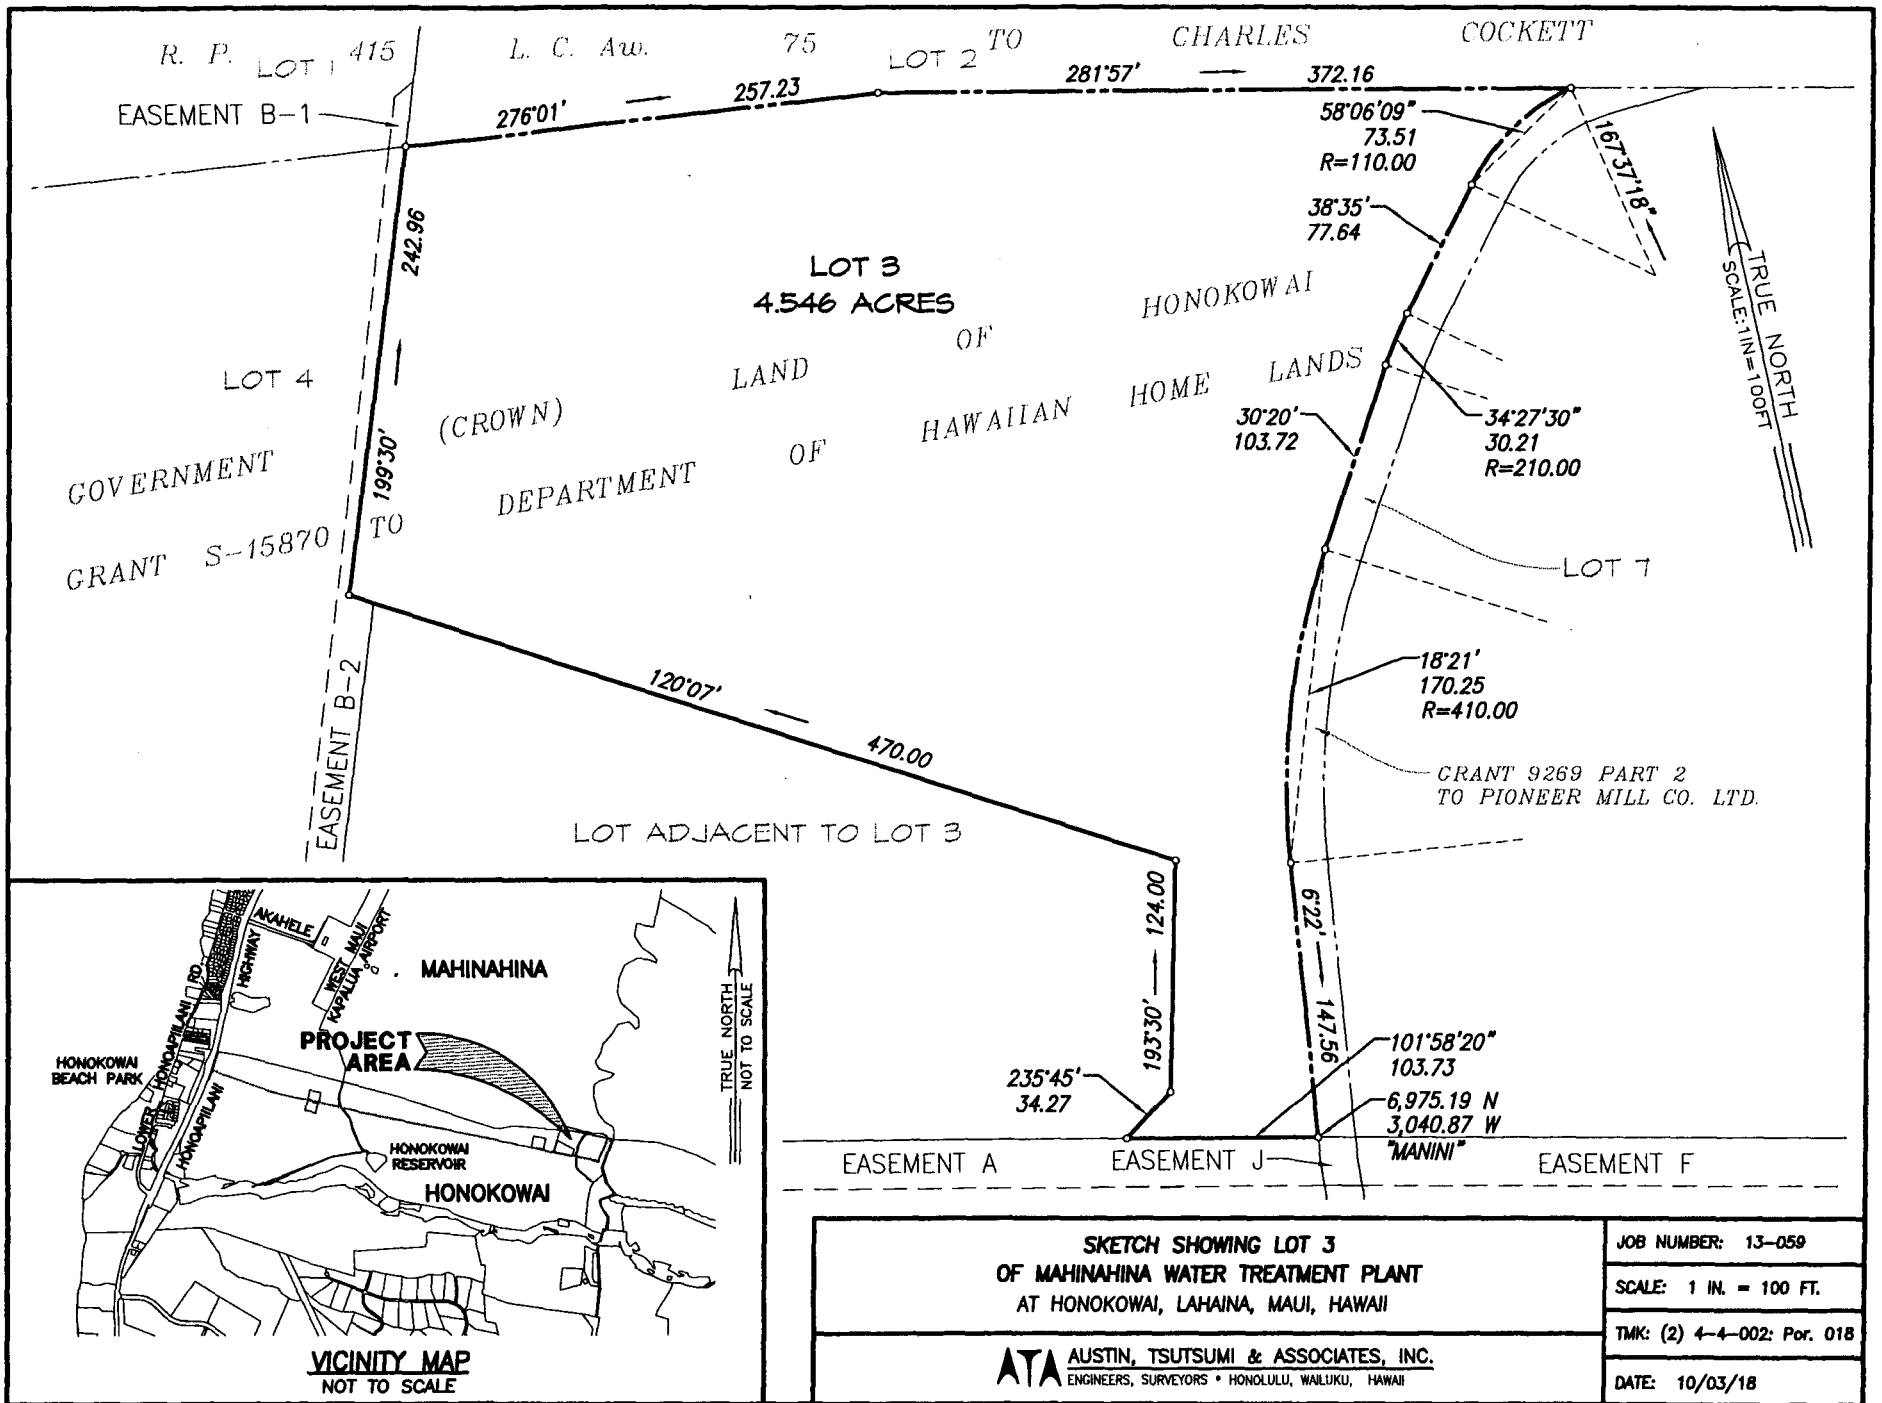 R. P. 415 L. C. Aw. 75 TO CHARLES COCKETT
LOT 1
LOT 2
EASEMENT B-1
276°01'
257.23
281°57'
372.16
58°06'09"
73.51
R=110.00
167°37'18"
38°35'
77.64
TRUE NORTH
SCALE:1IN=100FT
242.96
199°30'
LOT 3
4.546 ACRES
LOT 4
GOVERNMENT (CROWN) LAND OF HONOKOWAI
GRANT S-15870 TO DEPARTMENT OF HAWAIIAN HOME LANDS
30°20'
103.72
34°27'30"
30.21
R=210.00
LOT 7
18°21'
170.25
R=410.00
GRANT 9269 PART 2
TO PIONEER MILL CO. LTD.
120°07'
470.00
EASEMENT B-2
LOT ADJACENT TO LOT 3
193°30'
124.00
6°22'
147.56
235°45'
34.27
101°58'20"
103.73
6,975.19 N
3,040.87 W
"MANINI"
EASEMENT A
EASEMENT J
EASEMENT F
AKAHELE
WEST MAUI
KAPALUA AIRPORT
MAHINAHINA
HIGHWAY
HONOAPIILANI
LOWER HONOAPIILANI RD.
HONOKOWAI
BEACH PARK
PROJECT
AREA
HONOKOWAI
RESERVOIR
HONOKOWAI
TRUE NORTH
NOT TO SCALE
VICINITY MAP
NOT TO SCALE
SKETCH SHOWING LOT 3
OF MAHINAHINA WATER TREATMENT PLANT
AT HONOKOWAI, LAHAINA, MAUI, HAWAII
ATA
AUSTIN, TSUTSUMI & ASSOCIATES, INC.
ENGINEERS, SURVEYORS • HONOLULU, WAILUKU, HAWAII
JOB NUMBER: 13-059
SCALE: 1 IN. = 100 FT.
TMK: (2) 4-4-002: Por. 018
DATE: 10/03/18